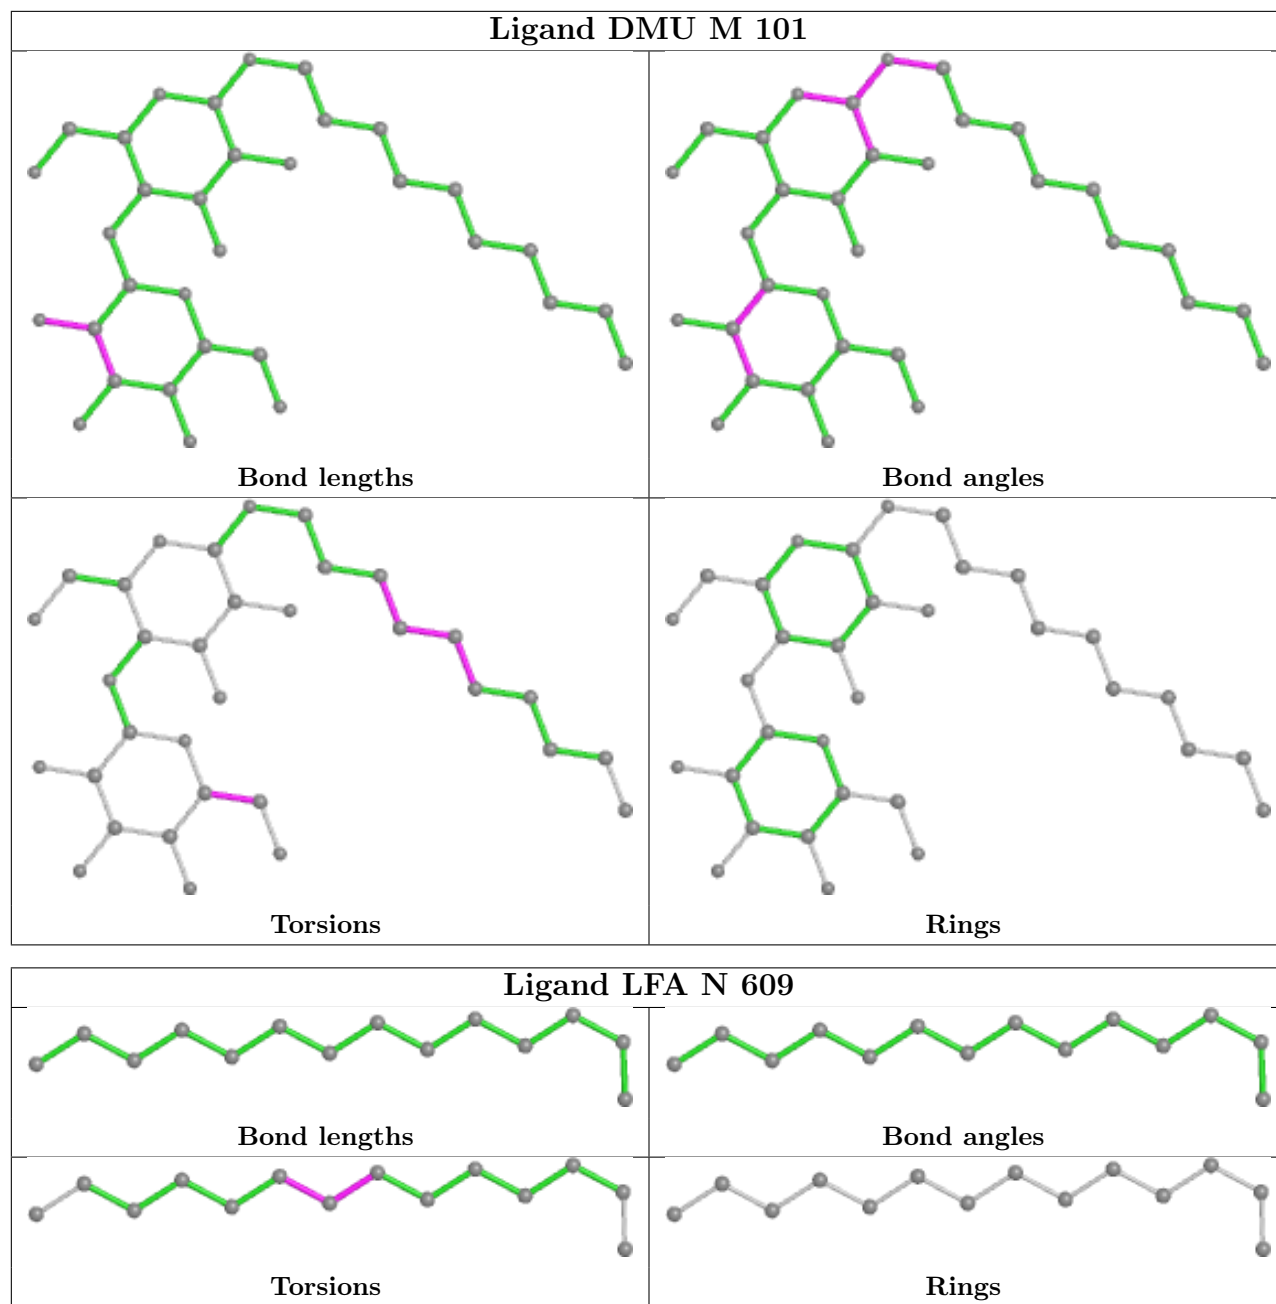 Ligand DMU M 101
Bond lengths
Bond angles
Torsions
Rings
Ligand LFA N 609
Bond lengths
Bond angles
Torsions
Rings